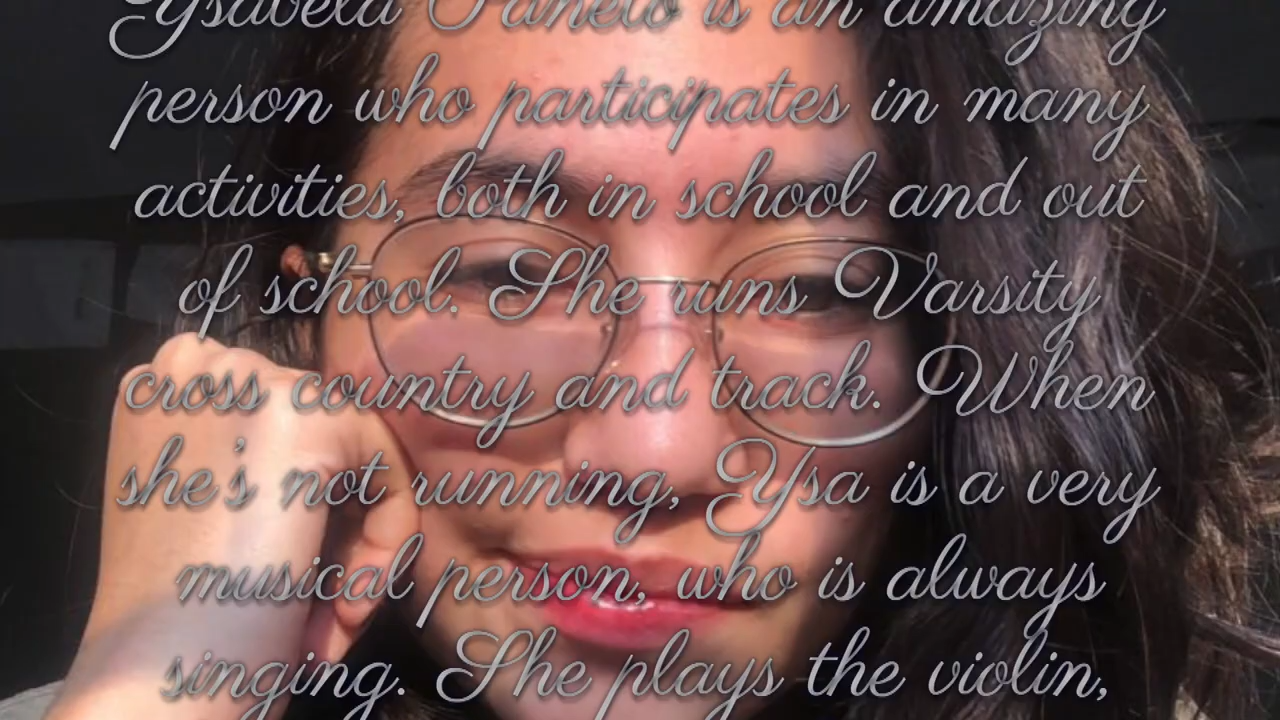 Ysabela Paneto is an amazing
person who participates in many
activities, both in school and out
of school. She runs Varsity
cross country and track. When
she's not running, Ysa is a very
musical person, who is always
singing. She plays the violin,